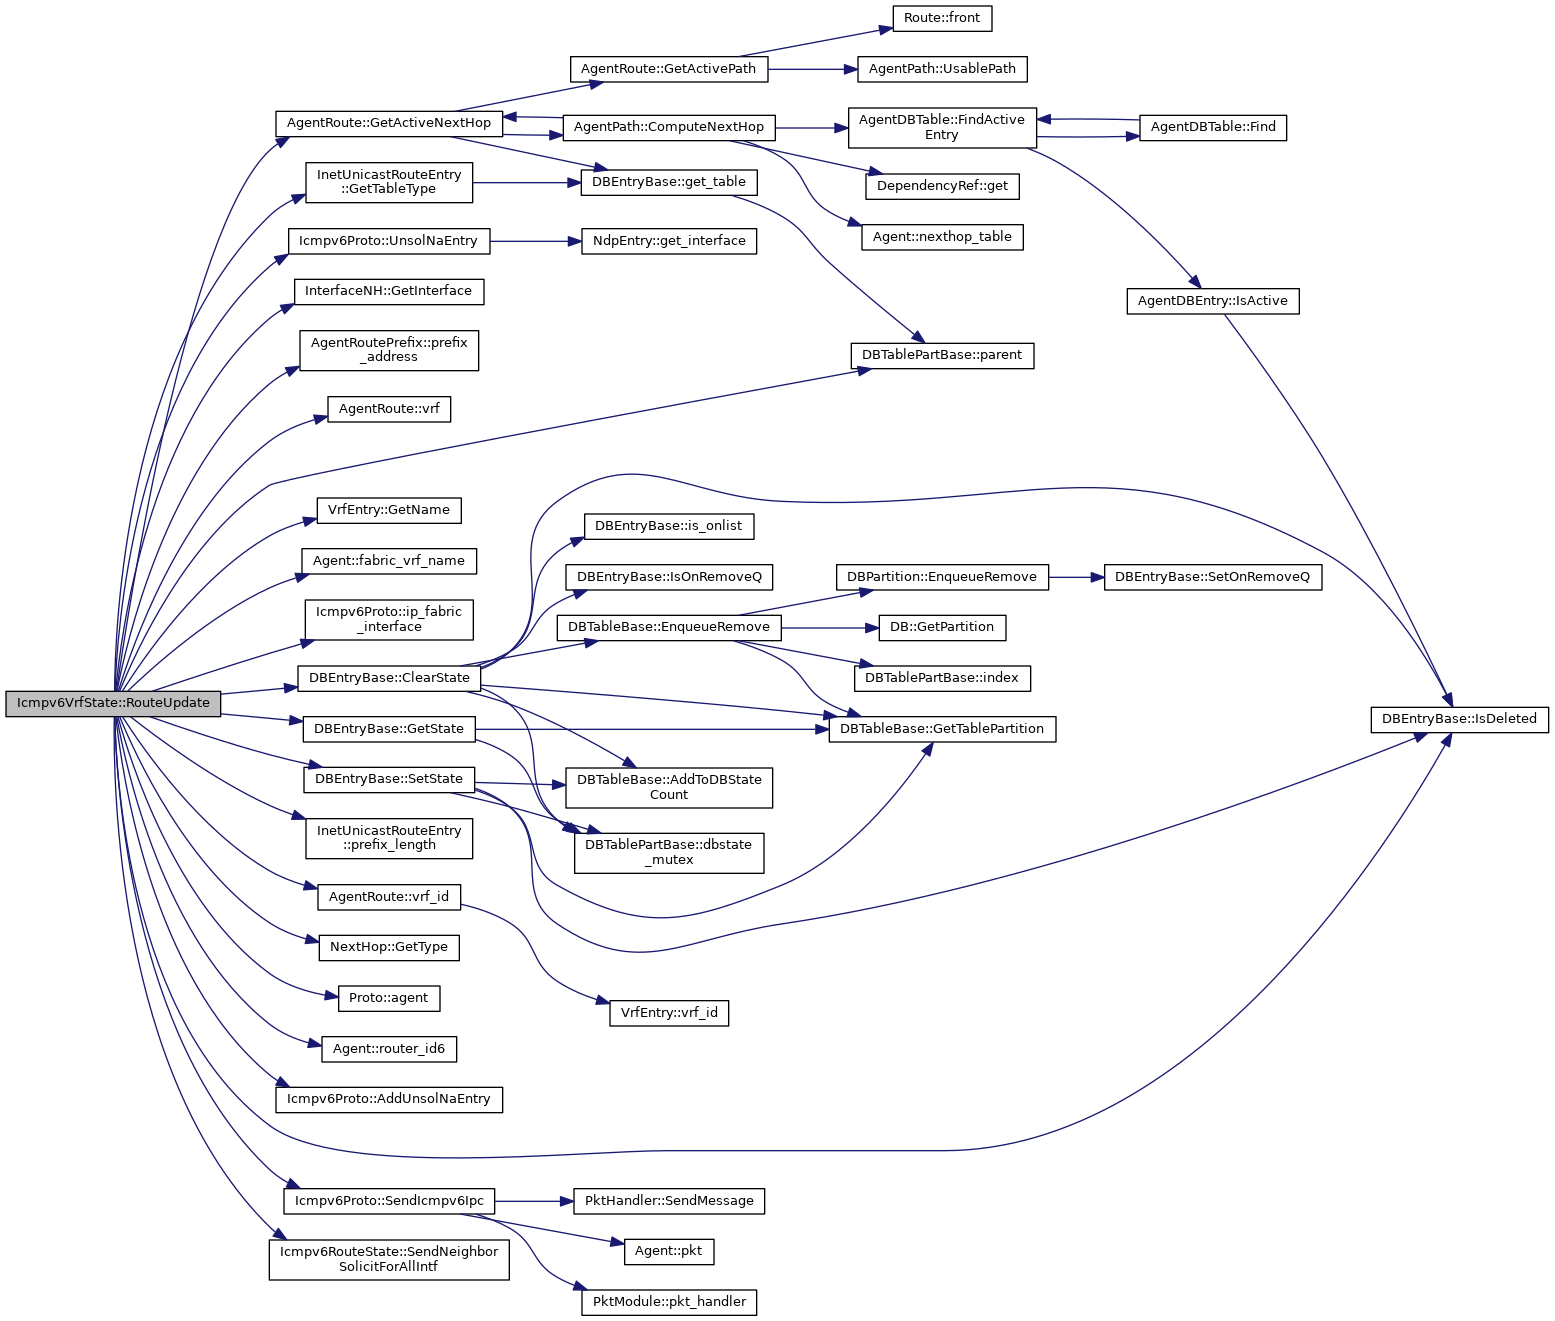 Route::front
AgentRoute::GetActivePath
AgentPath::UsablePath
AgentRoute::GetActiveNextHop
AgentPath::ComputeNextHop
AgentDBTable::FindActive
Entry
AgentDBTable::Find
InetUnicastRouteEntry
::GetTableType
DBEntryBase::get_table
DependencyRef::get
Icmpv6Proto::UnsolNaEntry
NdpEntry::get_interface
Agent::nexthop_table
InterfaceNH::GetInterface
AgentDBEntry::IsActive
AgentRoutePrefix::prefix
_address
DBTablePartBase::parent
AgentRoute::vrf
VrfEntry::GetName
DBEntryBase::is_onlist
Agent::fabric_vrf_name
DBEntryBase::IsOnRemoveQ
DBPartition::EnqueueRemove
DBEntryBase::SetOnRemoveQ
Icmpv6Proto::ip_fabric
_interface
DBTableBase::EnqueueRemove
DB::GetPartition
DBEntryBase::ClearState
DBTablePartBase::index
Icmpv6VrfState::RouteUpdate
DBEntryBase::GetState
DBTableBase::GetTablePartition
DBEntryBase::IsDeleted
DBEntryBase::SetState
DBTableBase::AddToDBState
Count
InetUnicastRouteEntry
::prefix_length
DBTablePartBase::dbstate
_mutex
AgentRoute::vrf_id
NextHop::GetType
Proto::agent
VrfEntry::vrf_id
Agent::router_id6
Icmpv6Proto::AddUnsolNaEntry
Icmpv6Proto::SendIcmpv6Ipc
PktHandler::SendMessage
Icmpv6RouteState::SendNeighbor
SolicitForAllIntf
Agent::pkt
PktModule::pkt_handler